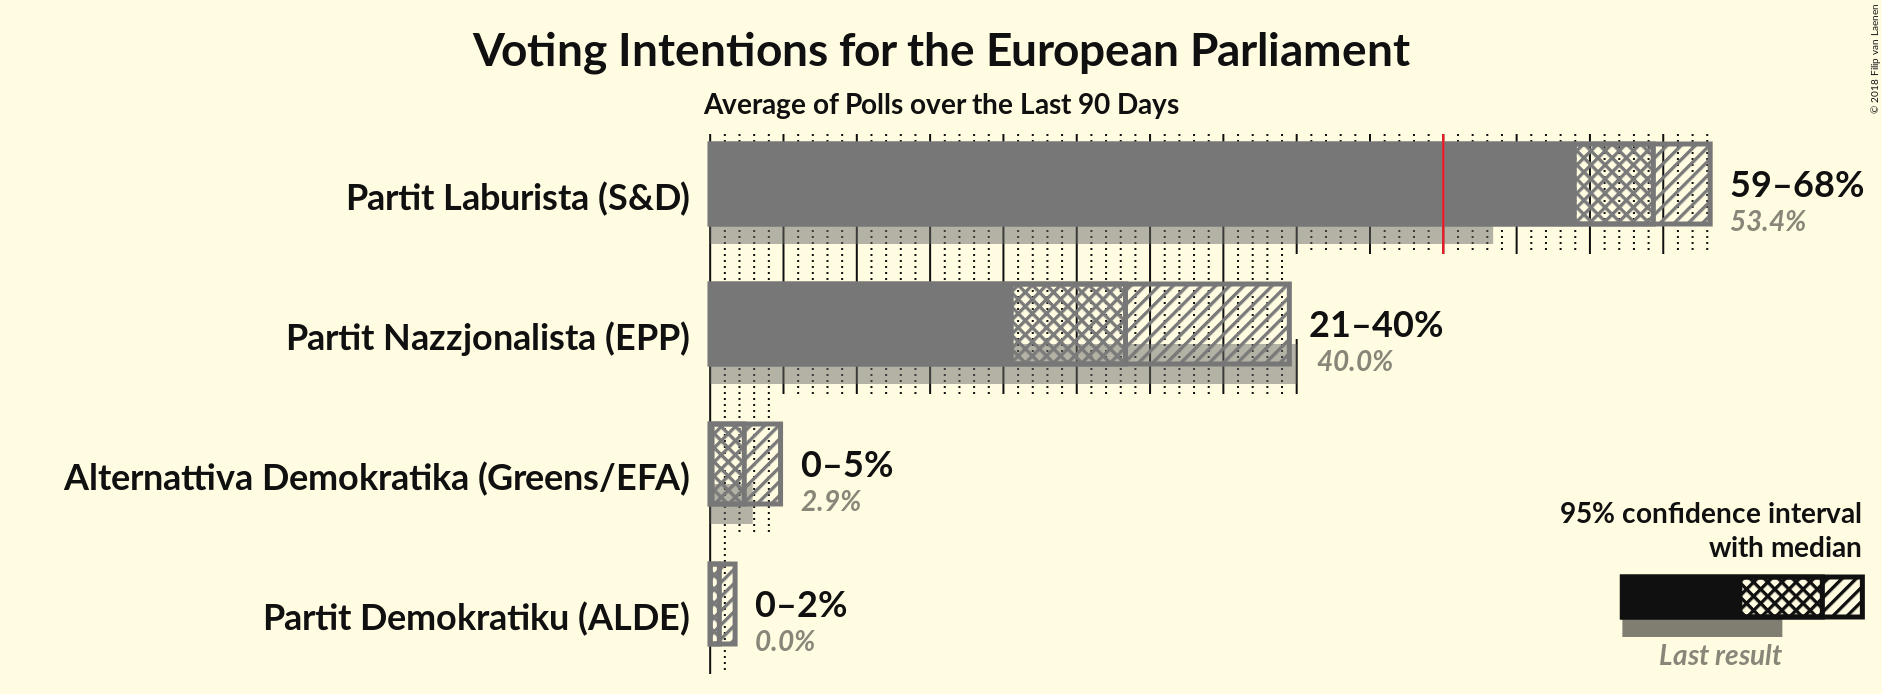 Voting Intentions for the European Parliament
Average of Polls over the Last 90 Days
© 2018 Filip van Laenen
Partit Laburista (S&D)
59–68%
53.4%
Partit Nazzjonalista (EPP)
21–40%
40.0%
Alternattiva Demokratika (Greens/EFA)
0–5%
2.9%
Partit Demokratiku (ALDE)
0–2%
0.0%
95% confidence interval
with median
Last result